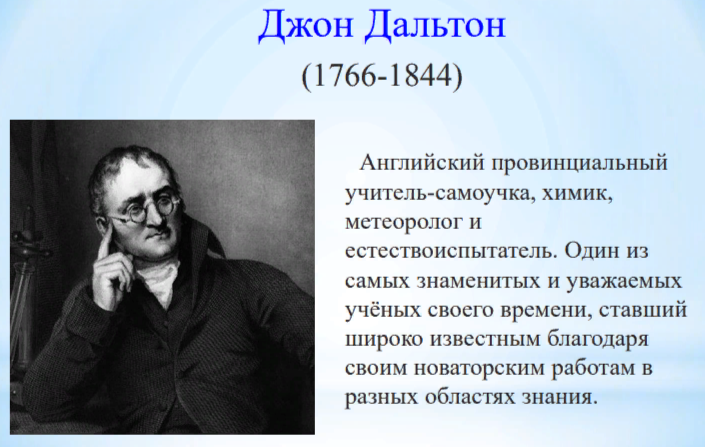 Джон Дальтон
(1766-1844)
Английский провинциальный
учитель-самоучка, химик,
метеоролог и
естествоиспытатель. Один из
самых знаменитых и уважаемых
учёных своего времени, ставший
широко известным благодаря
своим новаторским работам в
разных областях знания.